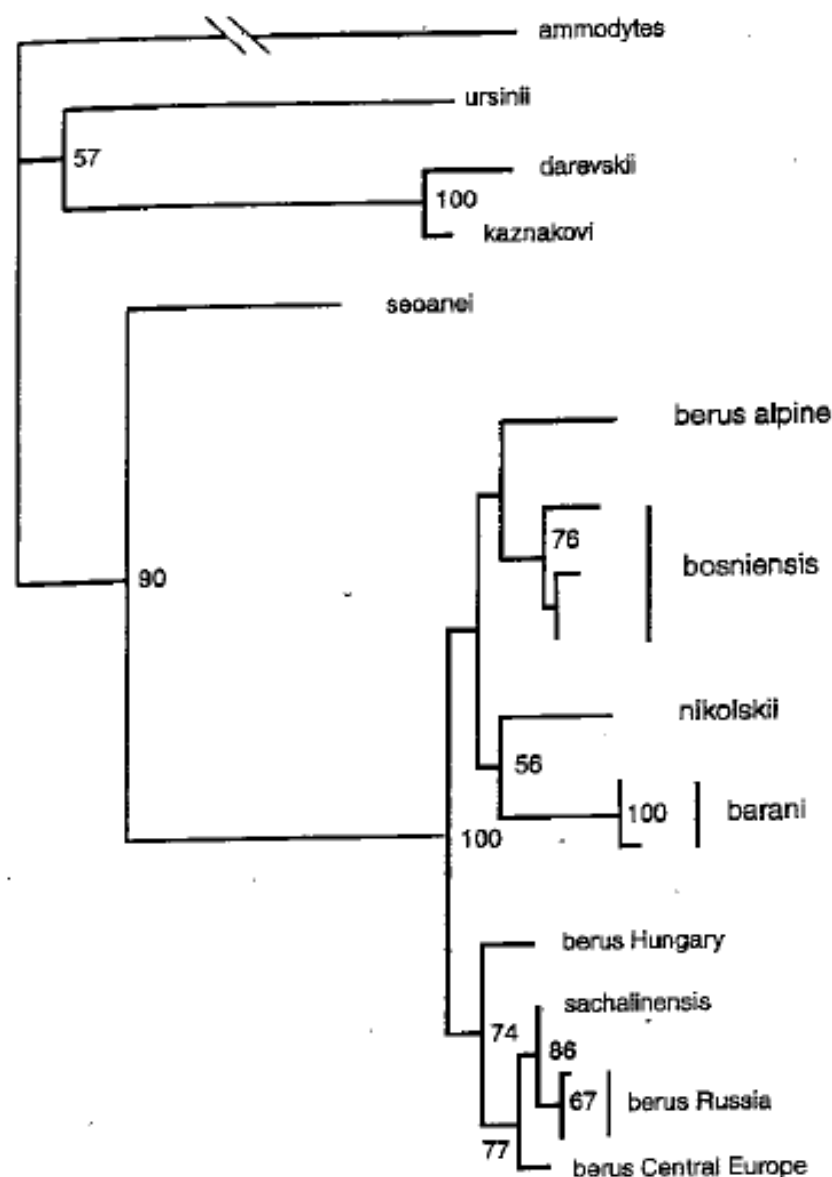 ammodytes
ursinii
57
darevskii
100
kaznakovi
seoanei
berus alpine
76
bosniensis
90
nikolskii
56
100
barani
100
berus Hungary
sachalinensis
74
86
67
berus Russia
77
berus Central Europe